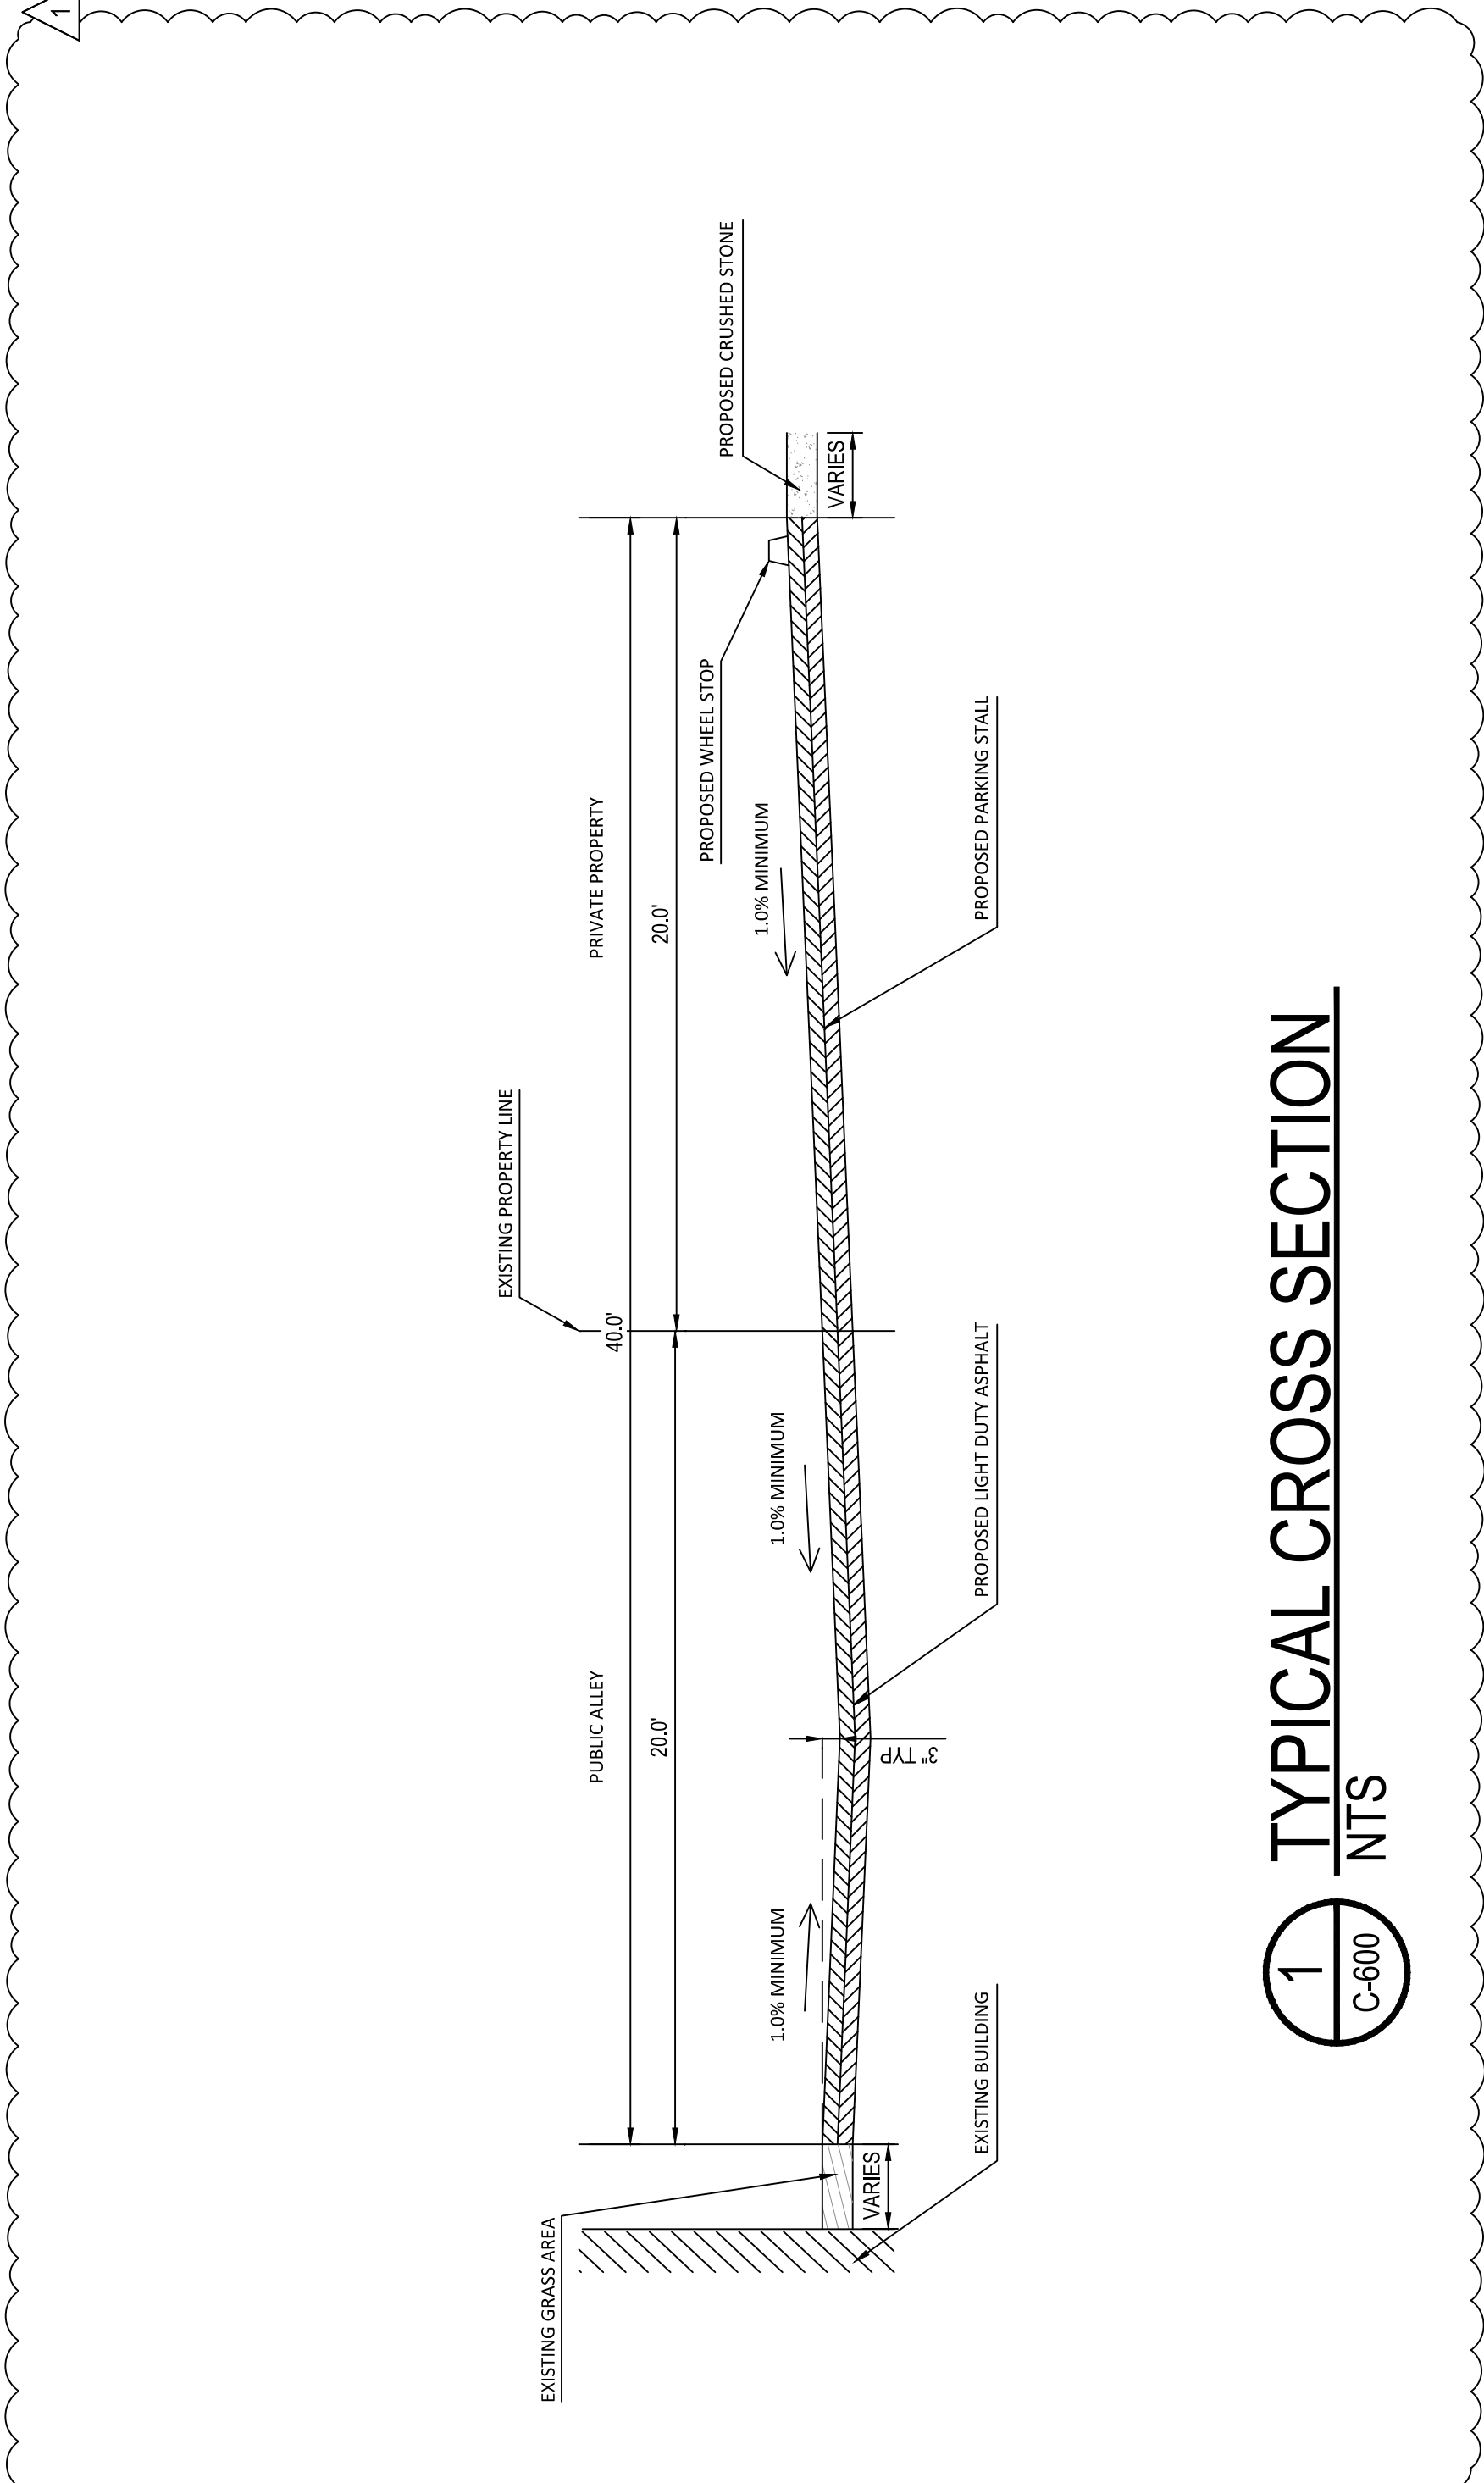 1
EXISTING PROPERTY LINE
EXISTING GRASS AREA
PUBLIC ALLEY
PRIVATE PROPERTY
40.0'
20.0'
20.0'
PROPOSED WHEEL STOP
PROPOSED CRUSHED STONE
1.0% MINIMUM
1.0% MINIMUM
1.0% MINIMUM
VARIES
3" TYP
VARIES
EXISTING BUILDING
PROPOSED LIGHT DUTY ASPHALT
PROPOSED PARKING STALL
1
C-600
TYPICAL CROSS SECTION
NTS